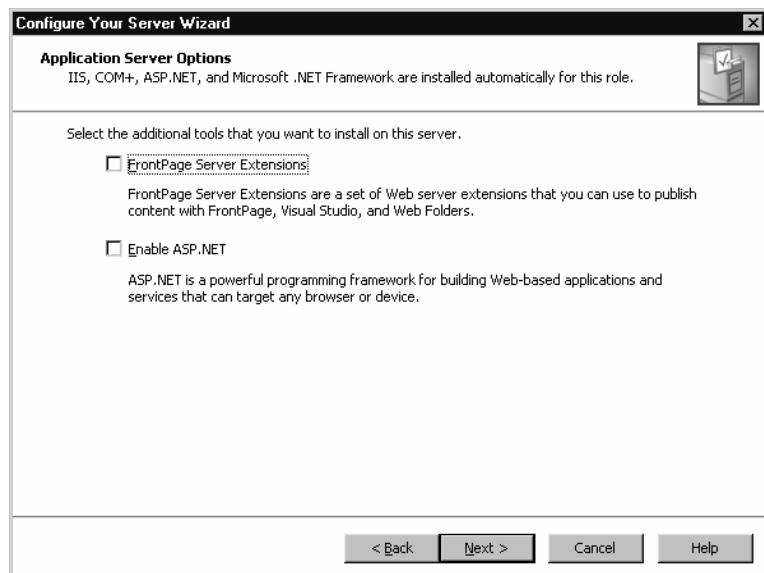 Configure Your Server Wizard
Application Server Options
IIS, COM+, ASP.NET, and Microsoft .NET Framework are installed automatically for this role.
Select the additional tools that you want to install on this server.
FrontPage Server Extensions
FrontPage Server Extensions are a set of Web server extensions that you can use to publish
content with FrontPage, Visual Studio, and Web Folders.
Enable ASP.NET
ASP.NET is a powerful programming framework for building Web-based applications and
services that can target any browser or device.
< Back Next > Cancel Help